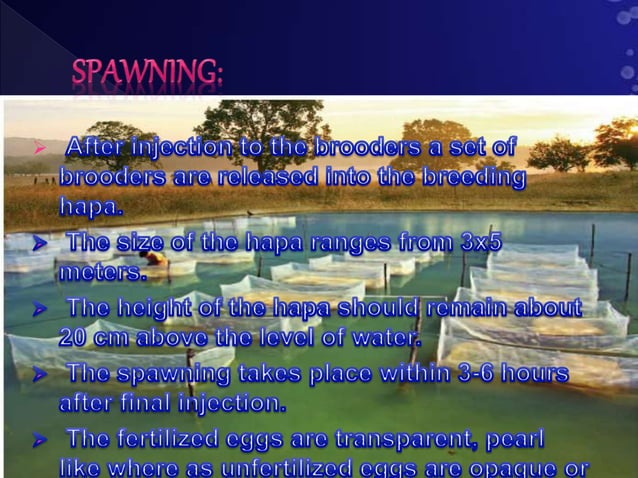 SPAWNING:
After injection to the brooders a set of
brooders are released into the breeding
hapa.
The size of the hapa ranges from 3x5
meters.
The height of the hapa should remain about
20 cm above the level of water.
The spawning takes place within 3-6 hours
after final injection.
The fertilized eggs are transparent, pearl
like where as unfertilized eggs are opaque or